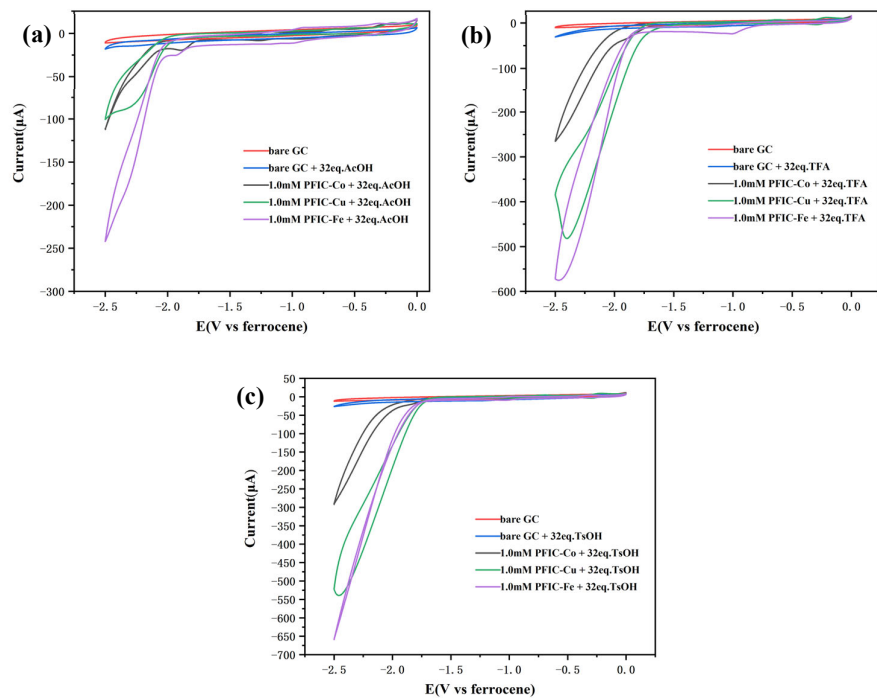 (a)
50
0
-50
-100
-150
-200
-250
-300
Current(μA)
bare GC
bare GC + 32eq.AcOH
1.0mM PFIC-Co + 32eq.AcOH
1.0mM PFIC-Cu + 32eq.AcOH
1.0mM PFIC-Fe + 32eq.AcOH
-2.5 -2.0 -1.5 -1.0 -0.5 0.0
E(V vs ferrocene)
(b)
0
-100
-200
-300
-400
-500
-600
Current(μA)
bare GC
bare GC + 32eq.TFA
1.0mM PFIC-Co + 32eq.TFA
1.0mM PFIC-Cu + 32eq.TFA
1.0mM PFIC-Fe + 32eq.TFA
-2.5 -2.0 -1.5 -1.0 -0.5 0.0
E(V vs ferrocene)
(c)
50
0
-50
-100
-150
-200
-250
-300
-350
-400
-450
-500
-550
-600
-650
-700
Current(μA)
bare GC
bare GC + 32eq.TsOH
1.0mM PFIC-Co + 32eq.TsOH
1.0mM PFIC-Cu + 32eq.TsOH
1.0mM PFIC-Fe + 32eq.TsOH
-2.5 -2.0 -1.5 -1.0 -0.5 0.0
E(V vs ferrocene)